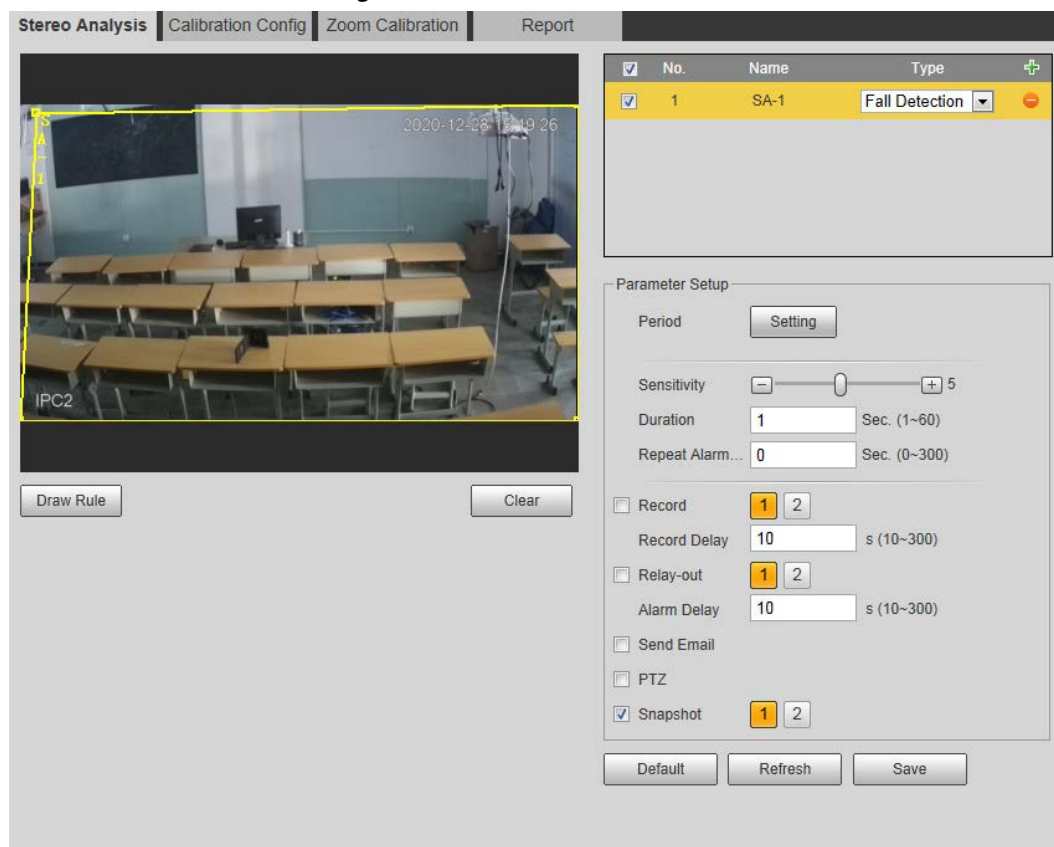 Stereo Analysis Calibration Config Zoom Calibration Report
No. Name Type
1 SA-1 Fall Detection
SA-1
2020-12-28
IPC2
Draw Rule Clear
Parameter Setup
Period Setting
Sensitivity - + 5
Duration 1 Sec. (1~60)
Repeat Alarm... 0 Sec. (0~300)
Record 1 2
Record Delay 10 s (10~300)
Relay-out 1 2
Alarm Delay 10 s (10~300)
Send Email
PTZ
Snapshot 1 2
Default Refresh Save